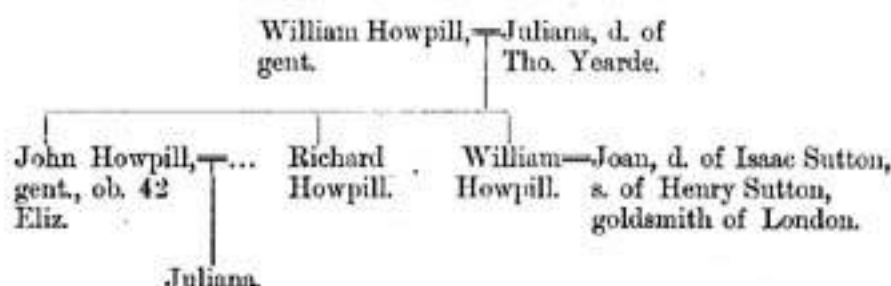 William Howpill,
gent.
Juliana, d. of
Tho. Yearde.
John Howpill,
gent., ob. 42
Eliz.
...
Richard
Howpill.
William
Howpill.
Joan, d. of Isaac Sutton,
s. of Henry Sutton,
goldsmith of London.
Juliana.